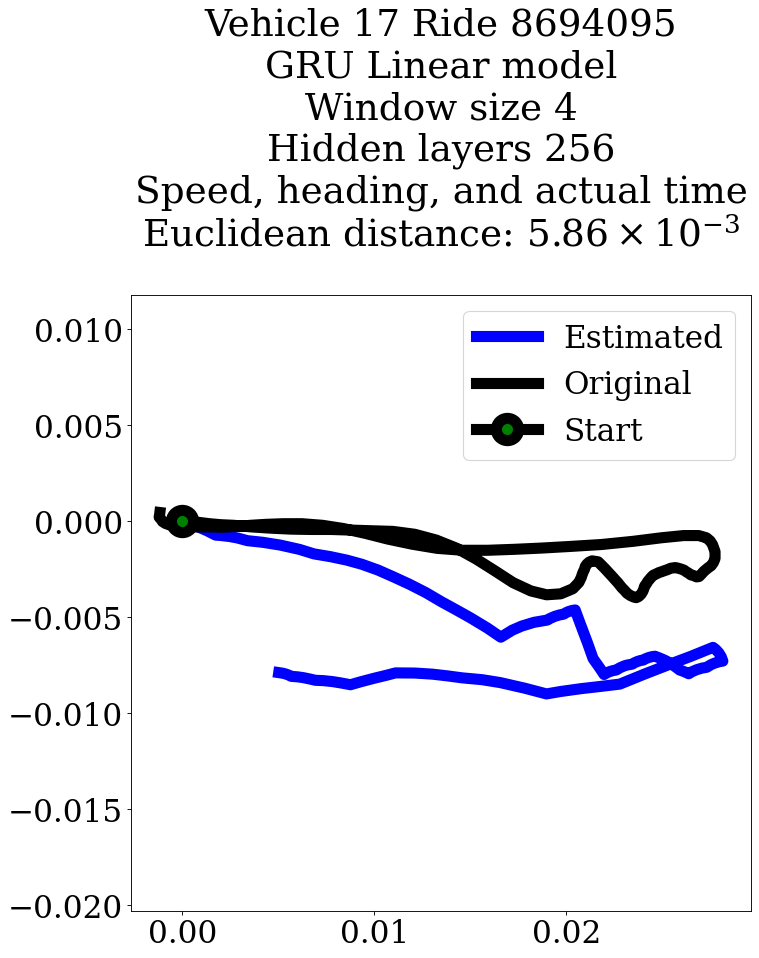 Vehicle 17 Ride 8694095
GRU Linear model
Window size 4
Hidden layers 256
Speed, heading, and actual time
Euclidean distance: 5.86 × 10⁻³
Estimated
Original
Start
0.010
0.005
0.000
−0.005
−0.010
−0.015
−0.020
0.00 0.01 0.02